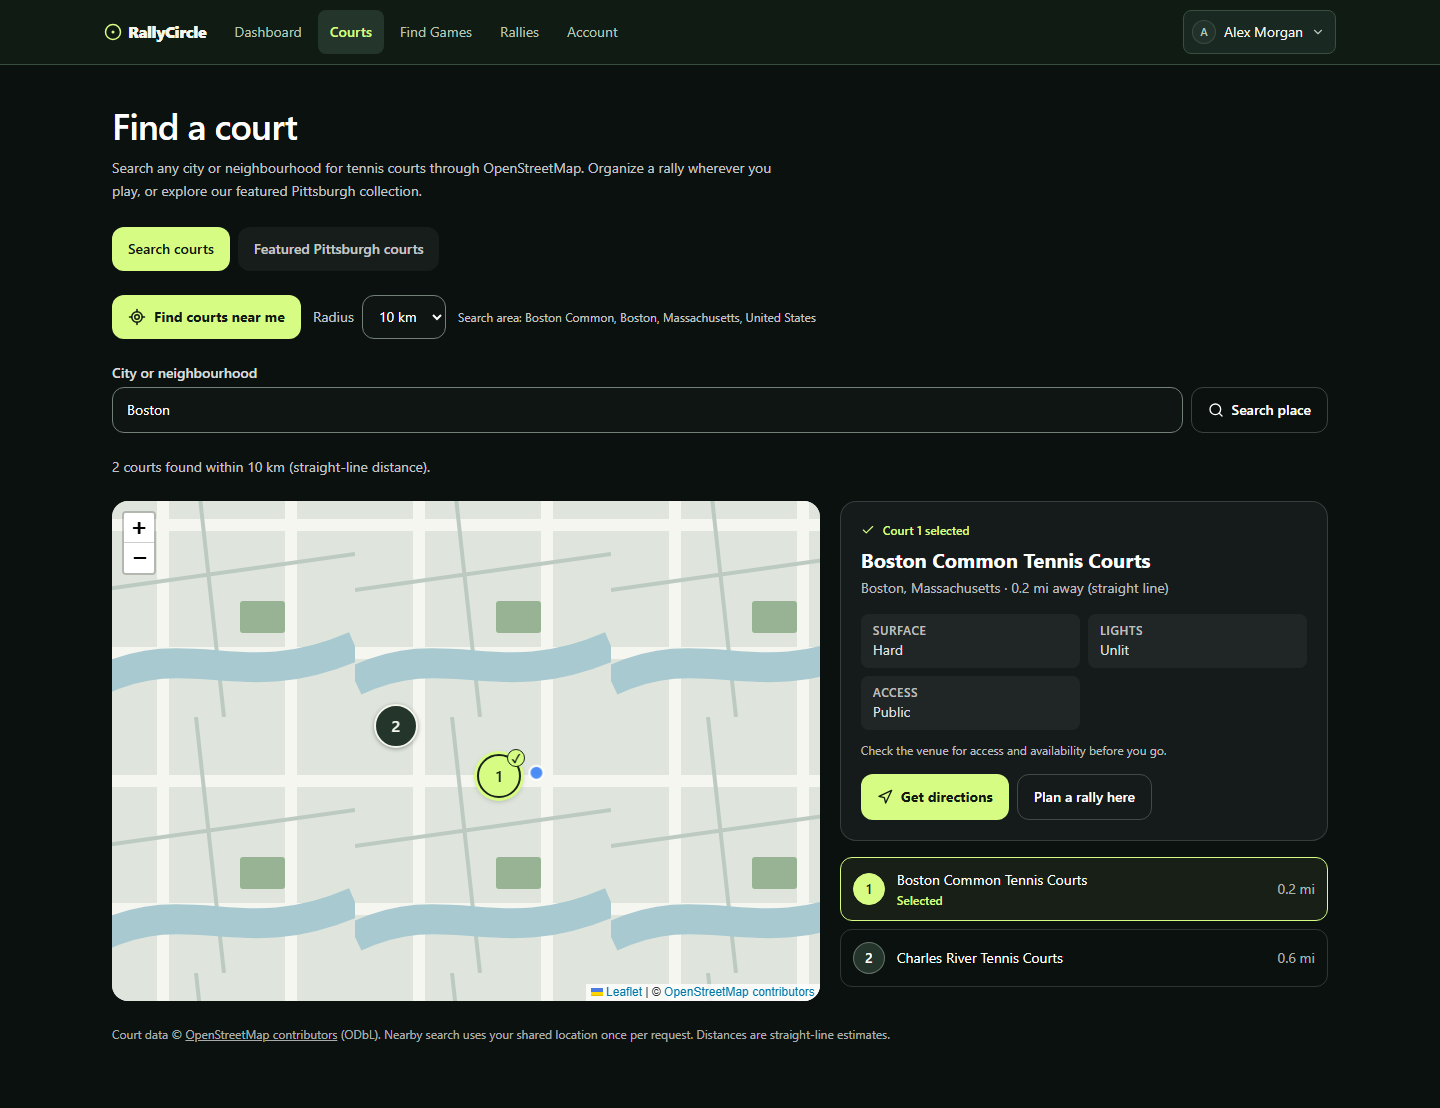 RallyCircle
Dashboard
Courts
Find Games
Rallies
Account
A
Alex Morgan
Find a court
Search any city or neighbourhood for tennis courts through OpenStreetMap. Organize a rally wherever you
play, or explore our featured Pittsburgh collection.
Search courts
Featured Pittsburgh courts
Find courts near me
Radius
10 km
Search area: Boston Common, Boston, Massachusetts, United States
City or neighbourhood
Boston
Search place
2 courts found within 10 km (straight-line distance).
+
−
2
1
Leaflet | © OpenStreetMap contributors
Court 1 selected
Boston Common Tennis Courts
Boston, Massachusetts · 0.2 mi away (straight line)
SURFACE
Hard
LIGHTS
Unlit
ACCESS
Public
Check the venue for access and availability before you go.
Get directions
Plan a rally here
1
Boston Common Tennis Courts
Selected
0.2 mi
2
Charles River Tennis Courts
0.6 mi
Court data © OpenStreetMap contributors (ODbL). Nearby search uses your shared location once per request. Distances are straight-line estimates.